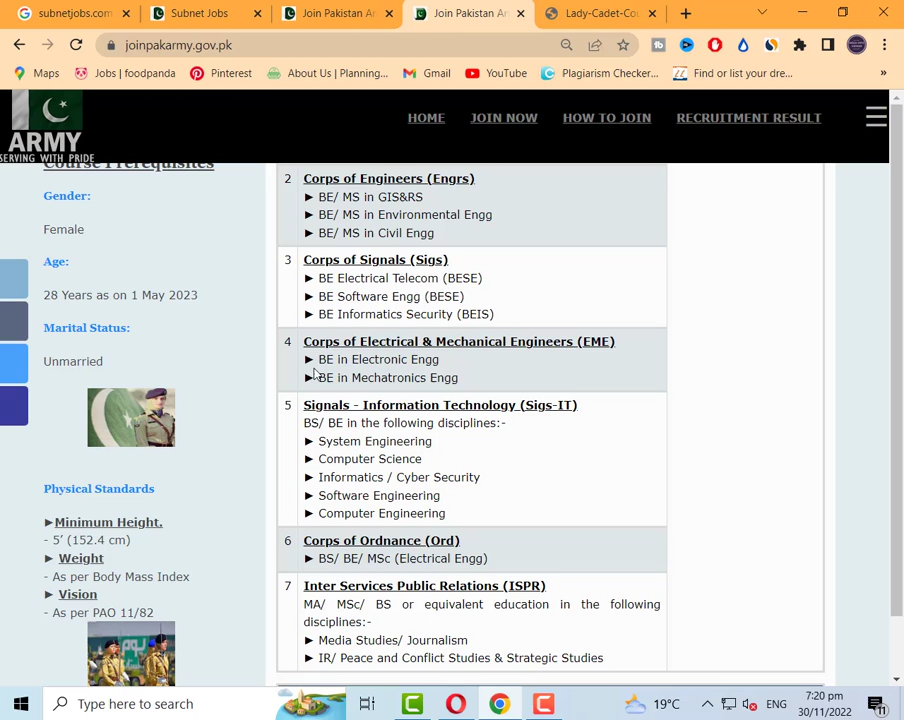 subnetjobs.com
Subnet Jobs
Join Pakistan Ar
Join Pakistan Ar
Lady-Cadet-Cou
joinpakarmy.gov.pk
Maps
Jobs | foodpanda
Pinterest
About Us | Planning...
Gmail
YouTube
Plagiarism Checker...
Find or list your dre...
»
ARMY
SERVING WITH PRIDE
HOME
JOIN NOW
HOW TO JOIN
RECRUITMENT RESULT
Course Prerequisites
Gender:
Female
Age:
28 Years as on 1 May 2023
Marital Status:
Unmarried
Physical Standards
►Minimum Height.
- 5’ (152.4 cm)
► Weight
- As per Body Mass Index
► Vision
- As per PAO 11/82
2 Corps of Engineers (Engrs)
► BE/ MS in GIS&RS
► BE/ MS in Environmental Engg
► BE/ MS in Civil Engg
3 Corps of Signals (Sigs)
► BE Electrical Telecom (BESE)
► BE Software Engg (BESE)
► BE Informatics Security (BEIS)
4 Corps of Electrical & Mechanical Engineers (EME)
► BE in Electronic Engg
► BE in Mechatronics Engg
5 Signals - Information Technology (Sigs-IT)
BS/ BE in the following disciplines:-
► System Engineering
► Computer Science
► Informatics / Cyber Security
► Software Engineering
► Computer Engineering
6 Corps of Ordnance (Ord)
► BS/ BE/ MSc (Electrical Engg)
7 Inter Services Public Relations (ISPR)
MA/ MSc/ BS or equivalent education in the following
disciplines:-
► Media Studies/ Journalism
► IR/ Peace and Conflict Studies & Strategic Studies
Type here to search
19°C
ENG
7:20 pm
30/11/2022
11